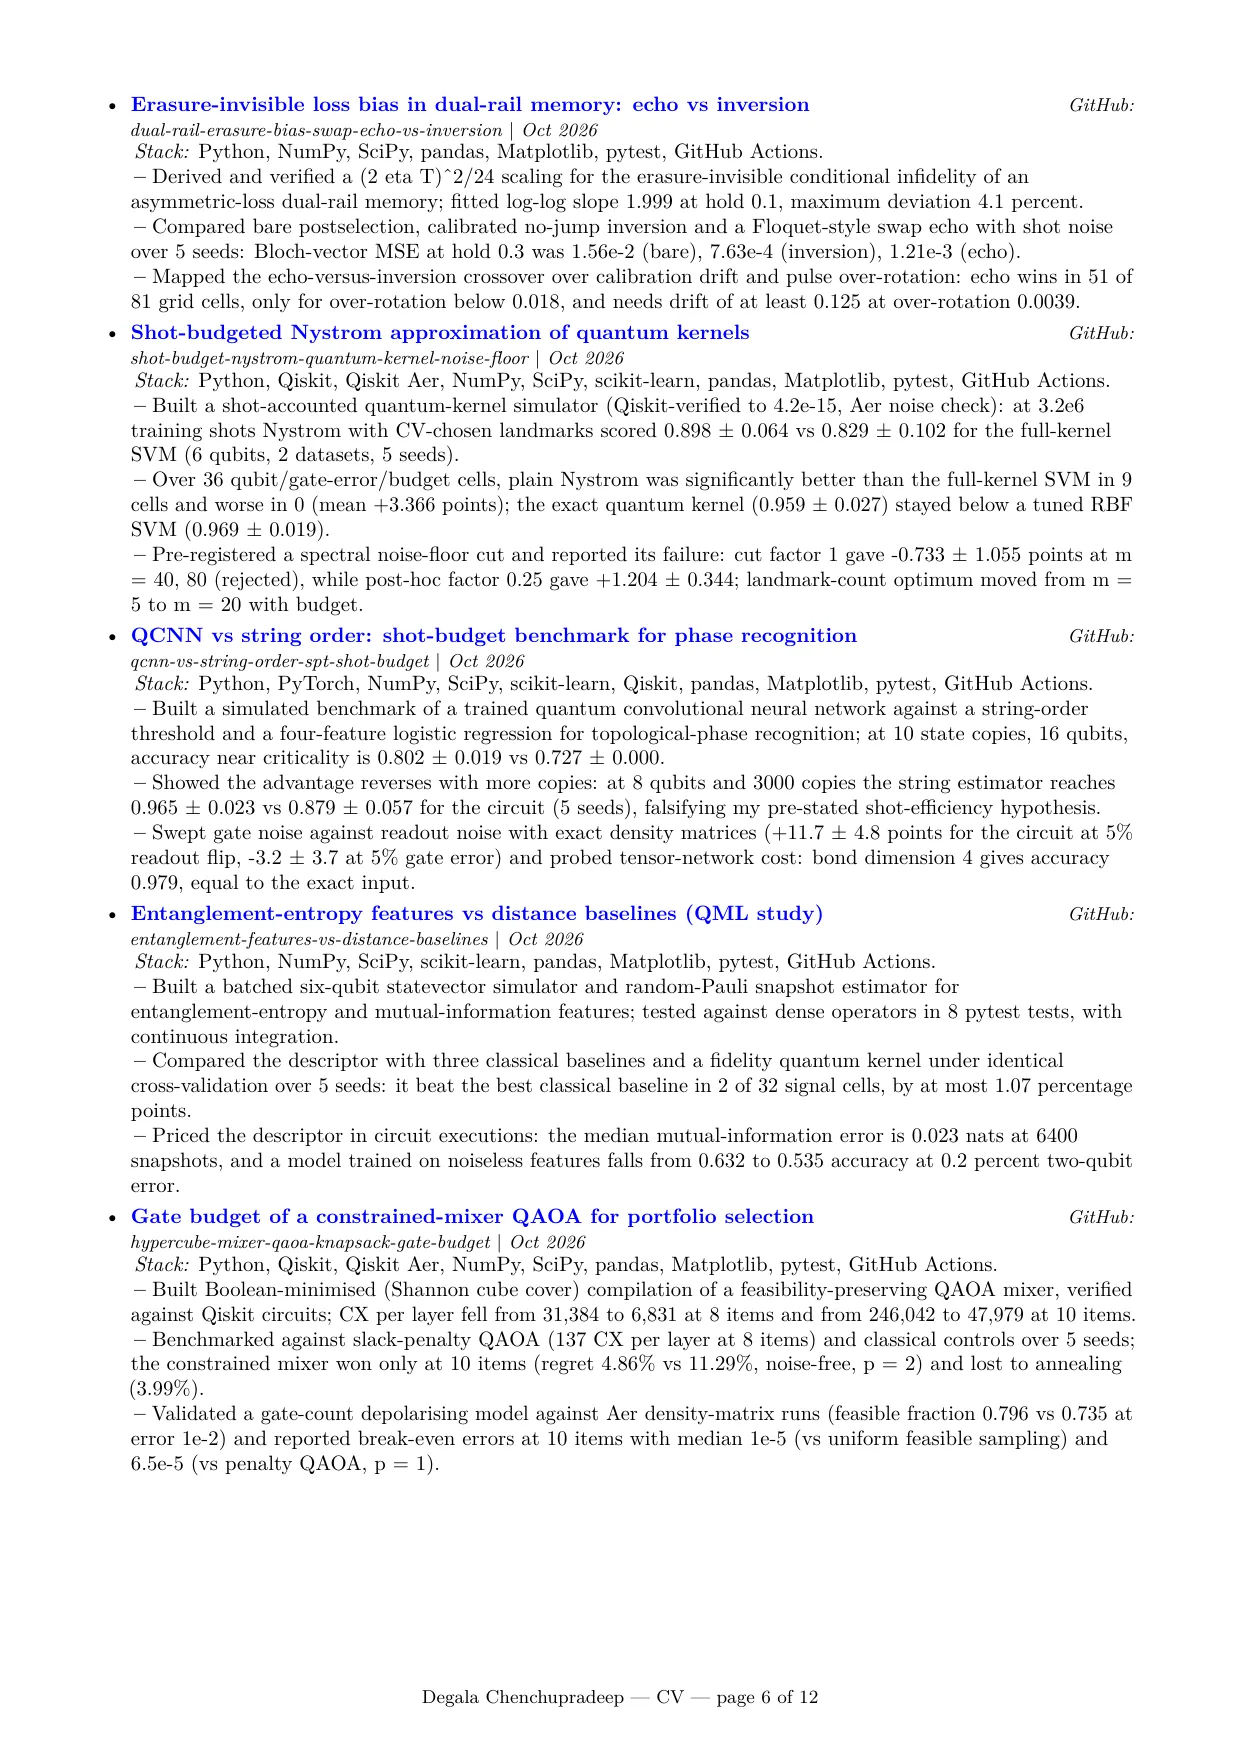 • Erasure-invisible loss bias in dual-rail memory: echo vs inversion GitHub:
dual-rail-erasure-bias-swap-echo-vs-inversion | Oct 2026
Stack: Python, NumPy, SciPy, pandas, Matplotlib, pytest, GitHub Actions.
– Derived and verified a (2 eta T)^2/24 scaling for the erasure-invisible conditional infidelity of an
asymmetric-loss dual-rail memory; fitted log-log slope 1.999 at hold 0.1, maximum deviation 4.1 percent.
– Compared bare postselection, calibrated no-jump inversion and a Floquet-style swap echo with shot noise
over 5 seeds: Bloch-vector MSE at hold 0.3 was 1.56e-2 (bare), 7.63e-4 (inversion), 1.21e-3 (echo).
– Mapped the echo-versus-inversion crossover over calibration drift and pulse over-rotation: echo wins in 51 of
81 grid cells, only for over-rotation below 0.018, and needs drift of at least 0.125 at over-rotation 0.0039.
• Shot-budgeted Nystrom approximation of quantum kernels GitHub:
shot-budget-nystrom-quantum-kernel-noise-floor | Oct 2026
Stack: Python, Qiskit, Qiskit Aer, NumPy, SciPy, scikit-learn, pandas, Matplotlib, pytest, GitHub Actions.
– Built a shot-accounted quantum-kernel simulator (Qiskit-verified to 4.2e-15, Aer noise check): at 3.2e6
training shots Nystrom with CV-chosen landmarks scored 0.898 ± 0.064 vs 0.829 ± 0.102 for the full-kernel
SVM (6 qubits, 2 datasets, 5 seeds).
– Over 36 qubit/gate-error/budget cells, plain Nystrom was significantly better than the full-kernel SVM in 9
cells and worse in 0 (mean +3.366 points); the exact quantum kernel (0.959 ± 0.027) stayed below a tuned RBF
SVM (0.969 ± 0.019).
– Pre-registered a spectral noise-floor cut and reported its failure: cut factor 1 gave -0.733 ± 1.055 points at m
= 40, 80 (rejected), while post-hoc factor 0.25 gave +1.204 ± 0.344; landmark-count optimum moved from m =
5 to m = 20 with budget.
• QCNN vs string order: shot-budget benchmark for phase recognition GitHub:
qcnn-vs-string-order-spt-shot-budget | Oct 2026
Stack: Python, PyTorch, NumPy, SciPy, scikit-learn, Qiskit, pandas, Matplotlib, pytest, GitHub Actions.
– Built a simulated benchmark of a trained quantum convolutional neural network against a string-order
threshold and a four-feature logistic regression for topological-phase recognition; at 10 state copies, 16 qubits,
accuracy near criticality is 0.802 ± 0.019 vs 0.727 ± 0.000.
– Showed the advantage reverses with more copies: at 8 qubits and 3000 copies the string estimator reaches
0.965 ± 0.023 vs 0.879 ± 0.057 for the circuit (5 seeds), falsifying my pre-stated shot-efficiency hypothesis.
– Swept gate noise against readout noise with exact density matrices (+11.7 ± 4.8 points for the circuit at 5%
readout flip, -3.2 ± 3.7 at 5% gate error) and probed tensor-network cost: bond dimension 4 gives accuracy
0.979, equal to the exact input.
• Entanglement-entropy features vs distance baselines (QML study) GitHub:
entanglement-features-vs-distance-baselines | Oct 2026
Stack: Python, NumPy, SciPy, scikit-learn, pandas, Matplotlib, pytest, GitHub Actions.
– Built a batched six-qubit statevector simulator and random-Pauli snapshot estimator for
entanglement-entropy and mutual-information features; tested against dense operators in 8 pytest tests, with
continuous integration.
– Compared the descriptor with three classical baselines and a fidelity quantum kernel under identical
cross-validation over 5 seeds: it beat the best classical baseline in 2 of 32 signal cells, by at most 1.07 percentage
points.
– Priced the descriptor in circuit executions: the median mutual-information error is 0.023 nats at 6400
snapshots, and a model trained on noiseless features falls from 0.632 to 0.535 accuracy at 0.2 percent two-qubit
error.
• Gate budget of a constrained-mixer QAOA for portfolio selection GitHub:
hypercube-mixer-qaoa-knapsack-gate-budget | Oct 2026
Stack: Python, Qiskit, Qiskit Aer, NumPy, SciPy, pandas, Matplotlib, pytest, GitHub Actions.
– Built Boolean-minimised (Shannon cube cover) compilation of a feasibility-preserving QAOA mixer, verified
against Qiskit circuits; CX per layer fell from 31,384 to 6,831 at 8 items and from 246,042 to 47,979 at 10 items.
– Benchmarked against slack-penalty QAOA (137 CX per layer at 8 items) and classical controls over 5 seeds;
the constrained mixer won only at 10 items (regret 4.86% vs 11.29%, noise-free, p = 2) and lost to annealing
(3.99%).
– Validated a gate-count depolarising model against Aer density-matrix runs (feasible fraction 0.796 vs 0.735 at
error 1e-2) and reported break-even errors at 10 items with median 1e-5 (vs uniform feasible sampling) and
6.5e-5 (vs penalty QAOA, p = 1).
Degala Chenchupradeep — CV — page 6 of 12